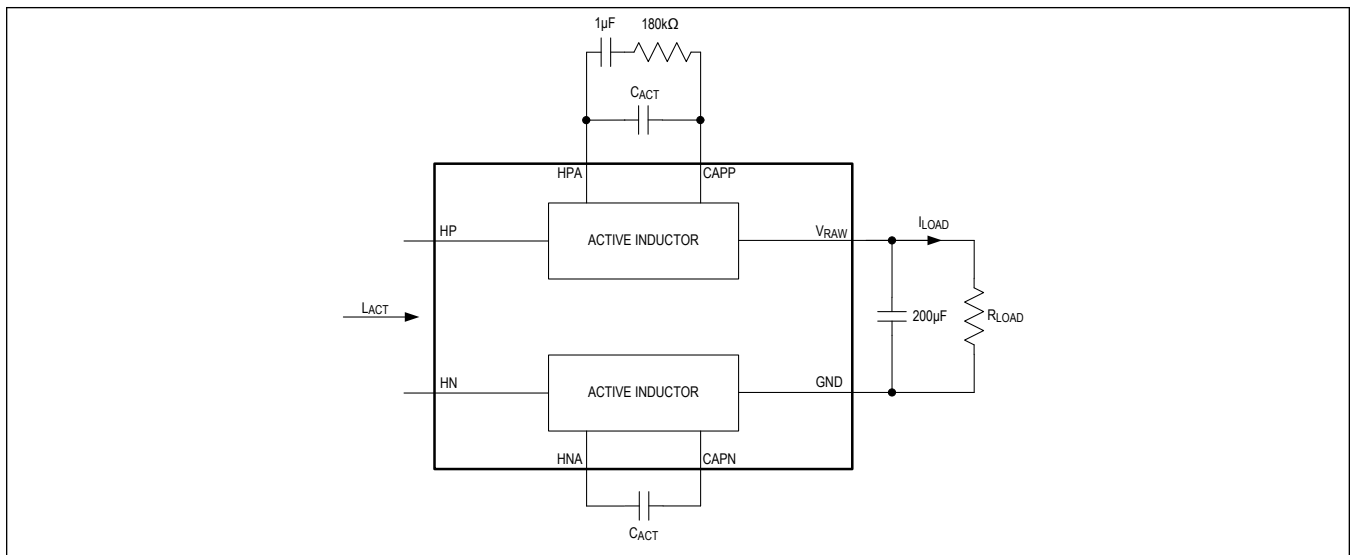 1µF
180kΩ
CACT
HPA
CAPP
HP
ACTIVE INDUCTOR
VRAW
ILOAD
LACT
200µF
RLOAD
HN
ACTIVE INDUCTOR
GND
HNA
CAPN
CACT